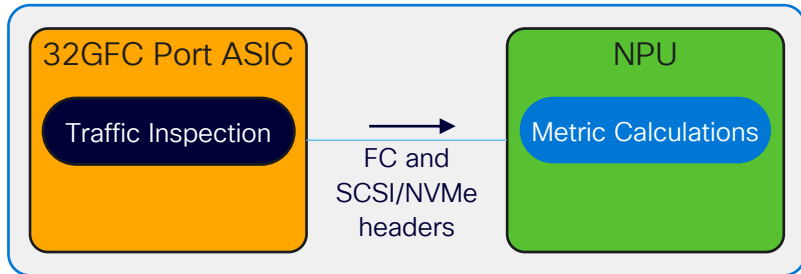 32GFC Port ASIC
Traffic Inspection
FC and
SCSI/NVMe
headers
NPU
Metric Calculations